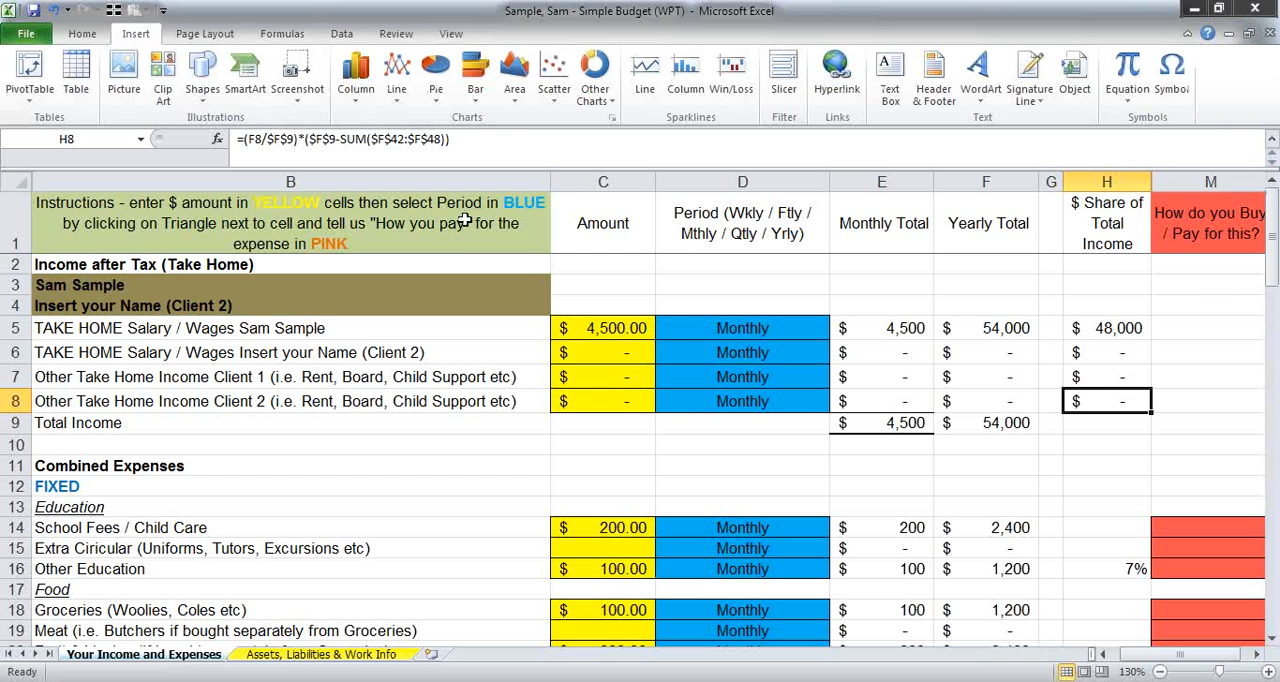 Sample, Sam - Simple Budget (WPT) - Microsoft Excel
File Home Insert Page Layout Formulas Data Review View
PivotTable Table Picture Clip Art Shapes SmartArt Screenshot Column Line Pie Bar Area Scatter Other Charts Line Column Win/Loss Slicer Hyperlink Text Box Header & Footer WordArt Signature Line Object Equation Symbol
Tables Illustrations Charts Sparklines Filter Links Text Symbols
H8 fx =(F8/$F$9)*($F$9-SUM($F$42:$F$48))
B C D E F G H M
Instructions - enter $ amount in YELLOW cells then select Period in BLUE
by clicking on Triangle next to cell and tell us "How you pay" for the
expense in PINK
1 Amount Period (Wkly / Ftly / Mthly / Qtly / Yrly) Monthly Total Yearly Total $ Share of Total Income How do you Buy / Pay for this?
2 Income after Tax (Take Home)
3 Sam Sample
4 Insert your Name (Client 2)
5 TAKE HOME Salary / Wages Sam Sample $ 4,500.00 Monthly $ 4,500 $ 54,000 $ 48,000
6 TAKE HOME Salary / Wages Insert your Name (Client 2) $ - Monthly $ - $ - $ -
7 Other Take Home Income Client 1 (i.e. Rent, Board, Child Support etc) $ - Monthly $ - $ - $ -
8 Other Take Home Income Client 2 (i.e. Rent, Board, Child Support etc) $ - Monthly $ - $ - $ -
9 Total Income $ 4,500 $ 54,000
10
11 Combined Expenses
12 FIXED
13 Education
14 School Fees / Child Care $ 200.00 Monthly $ 200 $ 2,400
15 Extra Ciricular (Uniforms, Tutors, Excursions etc) Monthly $ - $ -
16 Other Education $ 100.00 Monthly $ 100 $ 1,200 7%
17 Food
18 Groceries (Woolies, Coles etc) $ 100.00 Monthly $ 100 $ 1,200
19 Meat (i.e. Butchers if bought separately from Groceries) Monthly $ - $ -
Your Income and Expenses Assets, Liabilities & Work Info
Ready 130%